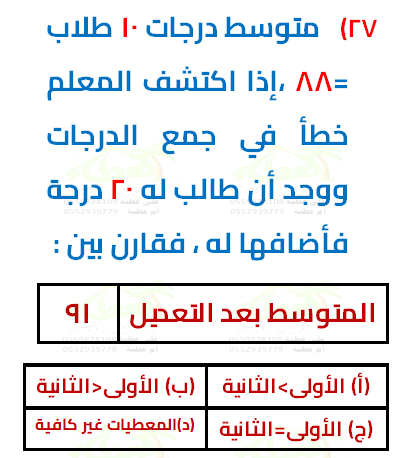 ٢٧) متوسط درجات ١٠ طلاب
=٨٨ ،إذا اكتشف المعلم
خطأ في جمع الدرجات
ووجد أن طالب له ٢٠ درجة
فأضافها له ، فقارن بين :
المتوسط بعد التعديل ٩١
(أ) الأولى>الثانية (ب) الأولى<الثانية
(ج) الأولى=الثانية (د)المعطيات غير كافية